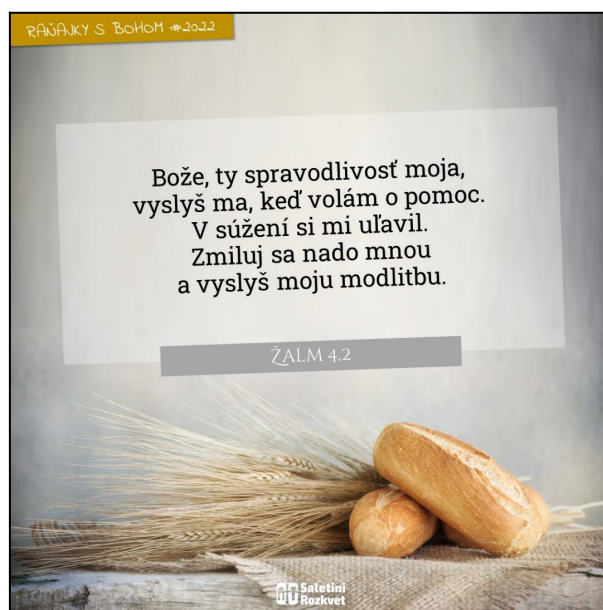 RAŇAJKY S BOHOM #2022
Bože, ty spravodlivosť moja,
vyslyš ma, keď volám o pomoc.
V súžení si mi uľavil.
Zmiluj sa nado mnou
a vyslyš moju modlitbu.
ŽALM 4,2
Saletini
Rozkvet